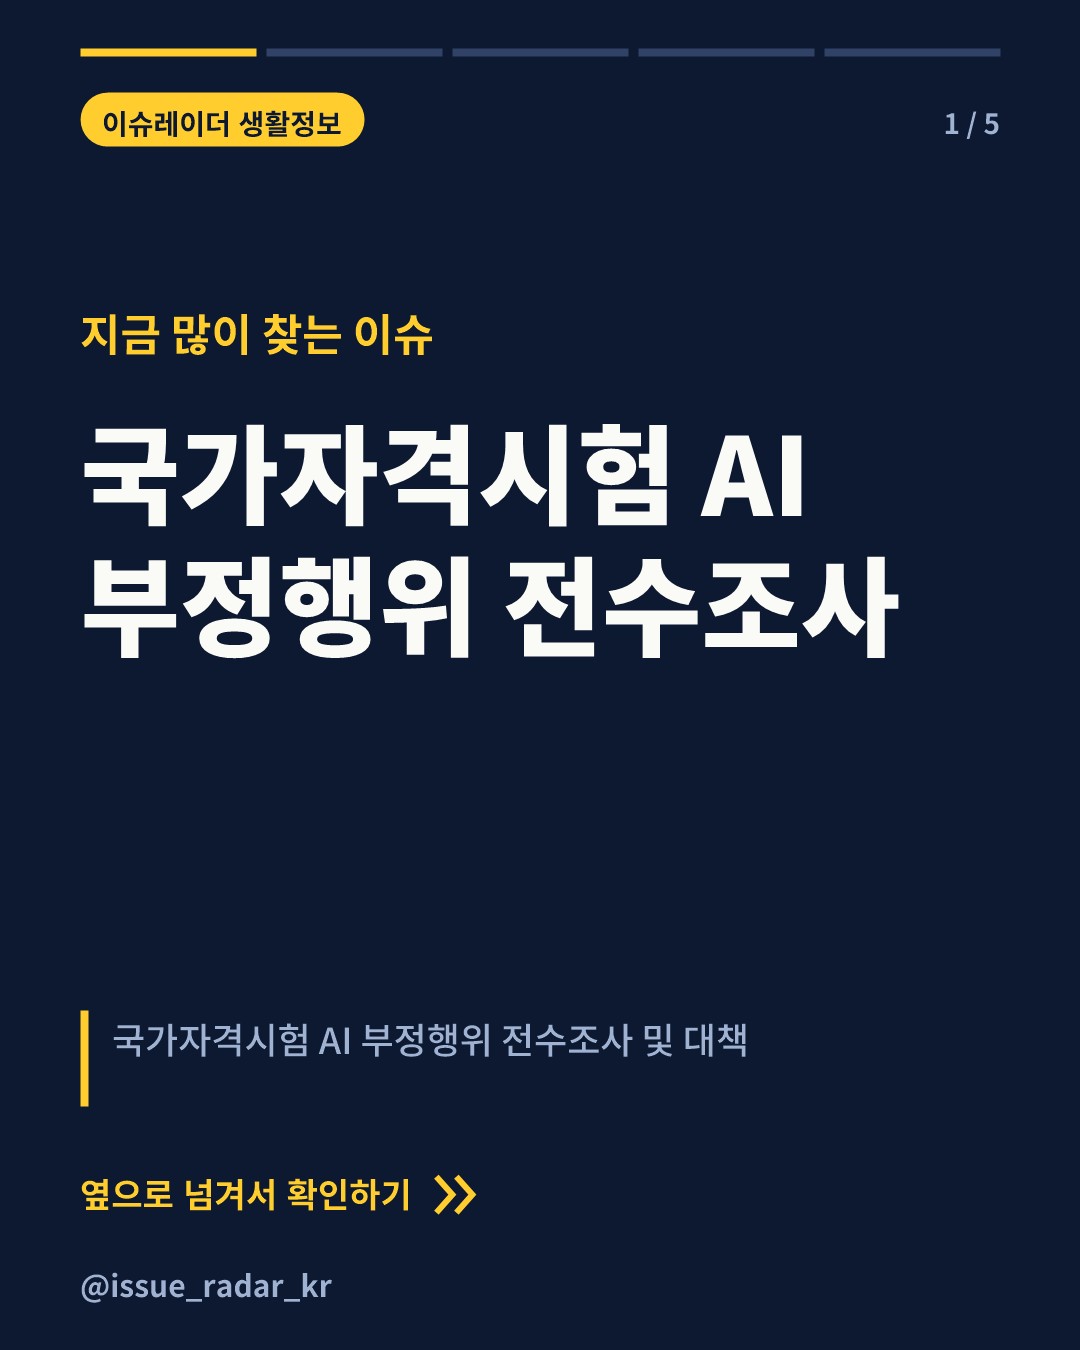 이슈레이더 생활정보
1 / 5
지금 많이 찾는 이슈
국가자격시험 AI
부정행위 전수조사
국가자격시험 AI 부정행위 전수조사 및 대책
옆으로 넘겨서 확인하기
@issue_radar_kr